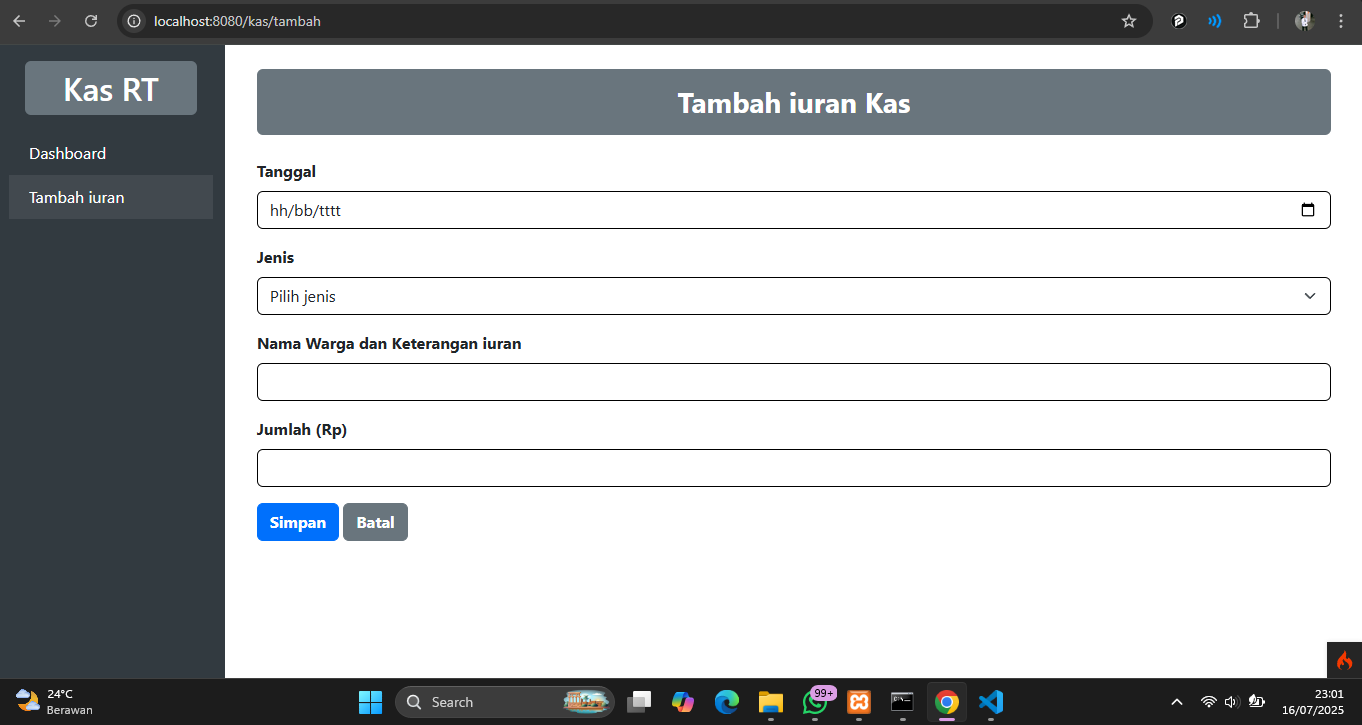 localhost:8080/kas/tambah
Kas RT
Dashboard
Tambah iuran
Tambah iuran Kas
Tanggal
hh/bb/tttt
Jenis
Pilih jenis
Nama Warga dan Keterangan iuran
Jumlah (Rp)
Simpan Batal
24°C
Berawan
Search
99+
23:01
16/07/2025